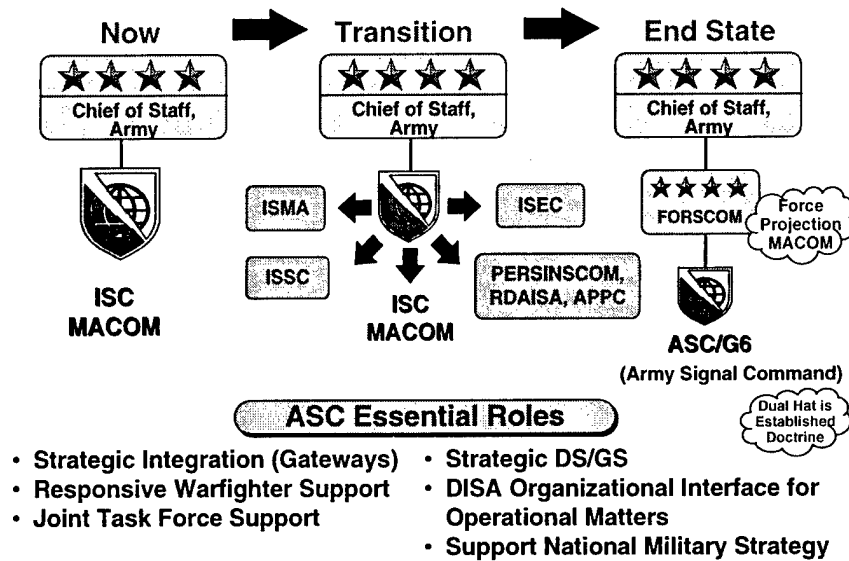 Now
Transition
End State
Chief of Staff,
Army
ISC
MACOM
Chief of Staff,
Army
ISMA
ISEC
ISSC
PERSINSCOM,
RDAISA, APPC
ISC
MACOM
Chief of Staff,
Army
FORSCOM
Force
Projection
MACOM
ASC/G6
(Army Signal Command)
Dual Hat is
Established
Doctrine
ASC Essential Roles
• Strategic Integration (Gateways)
• Responsive Warfighter Support
• Joint Task Force Support
• Strategic DS/GS
• DISA Organizational Interface for
Operational Matters
• Support National Military Strategy